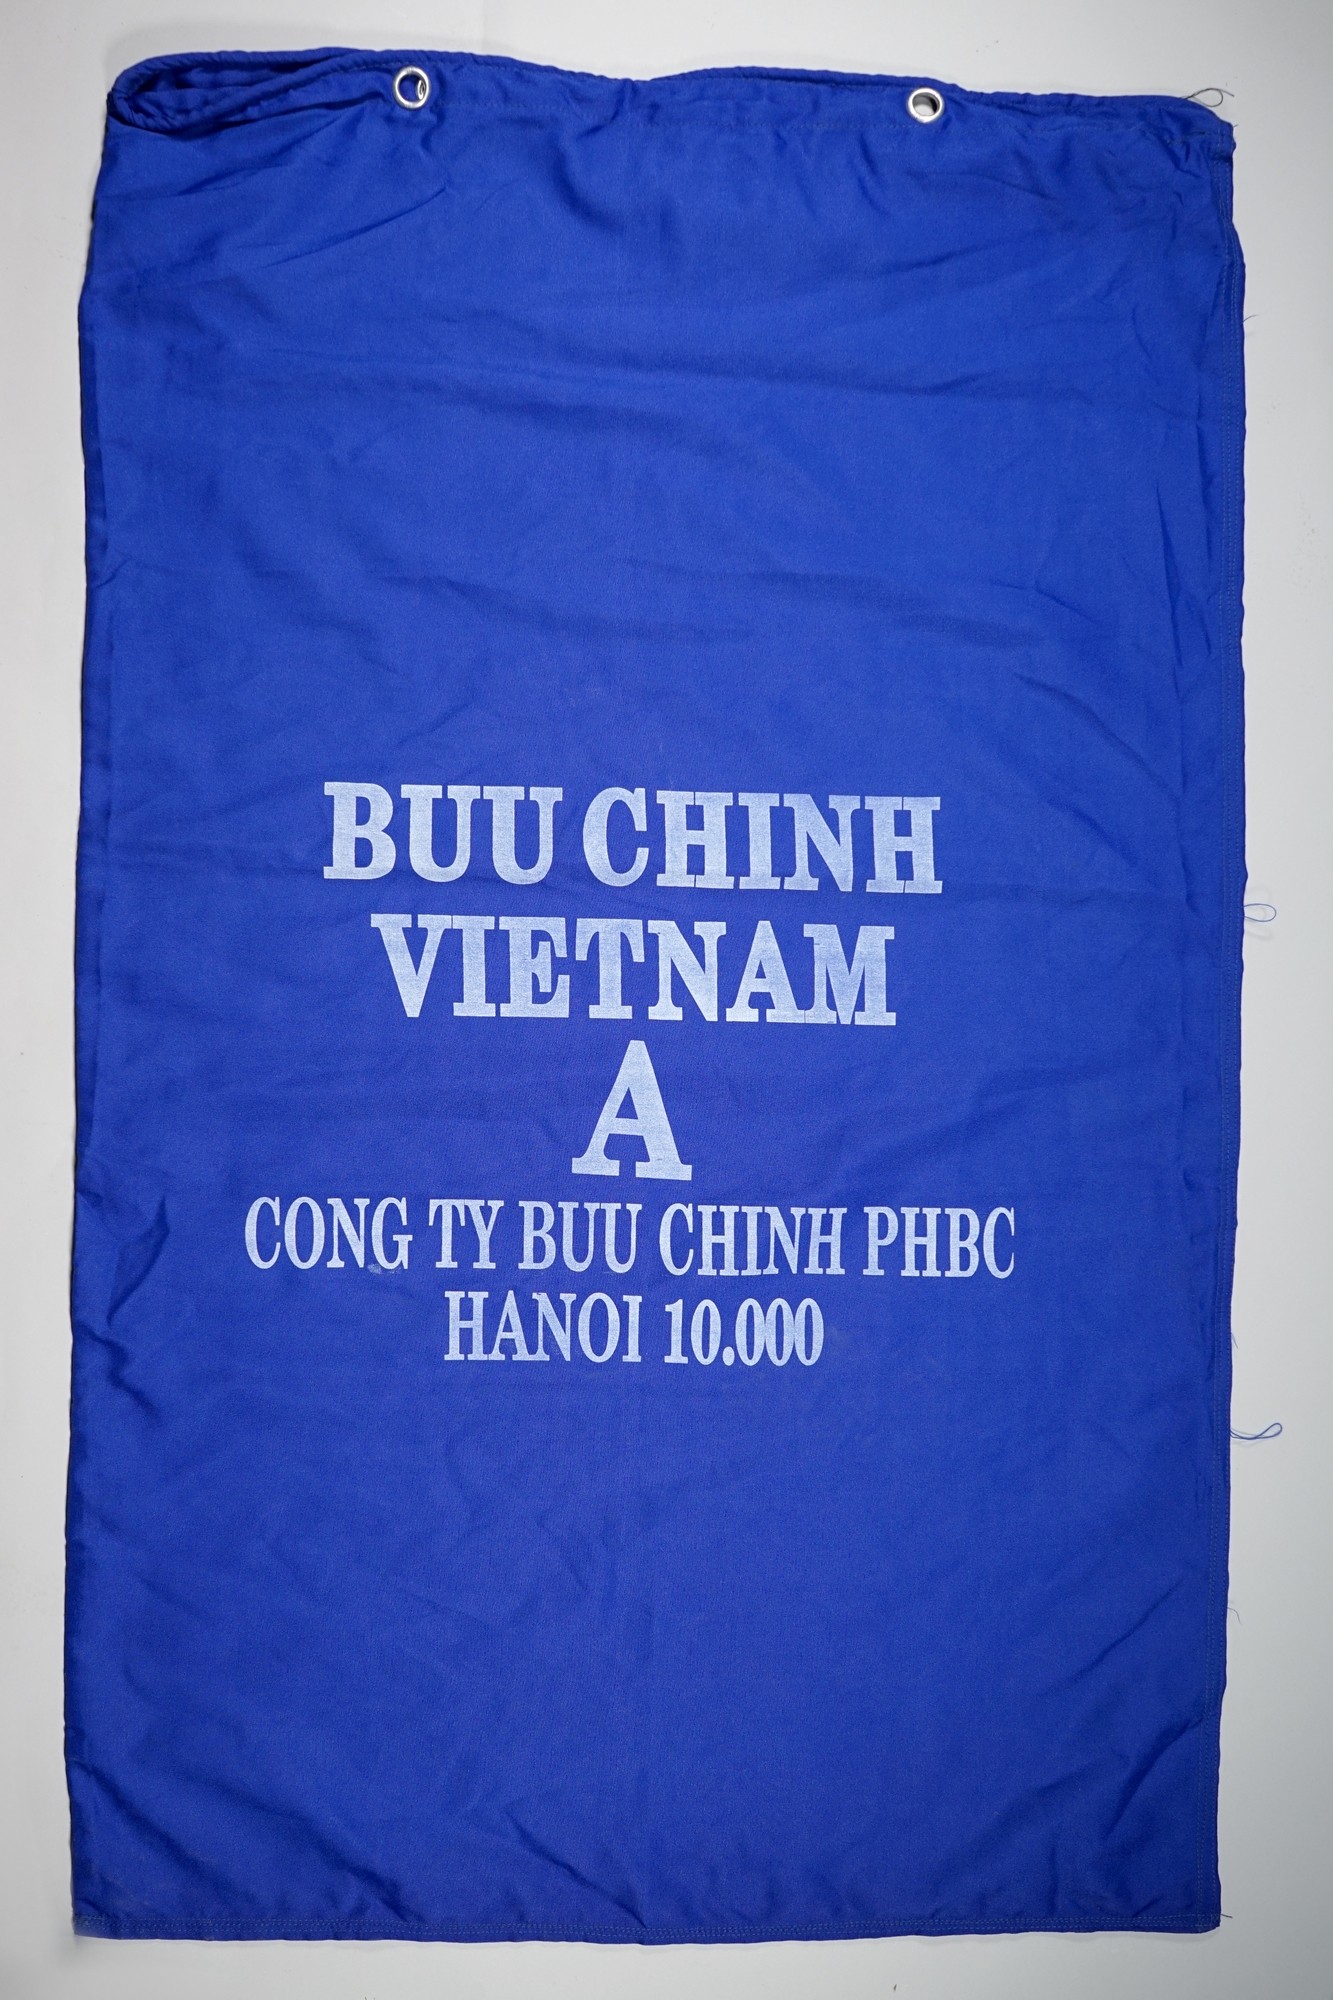 BUU CHINH
VIETNAM
A
CONG TY BUU CHINH PHBC
HANOI 10.000